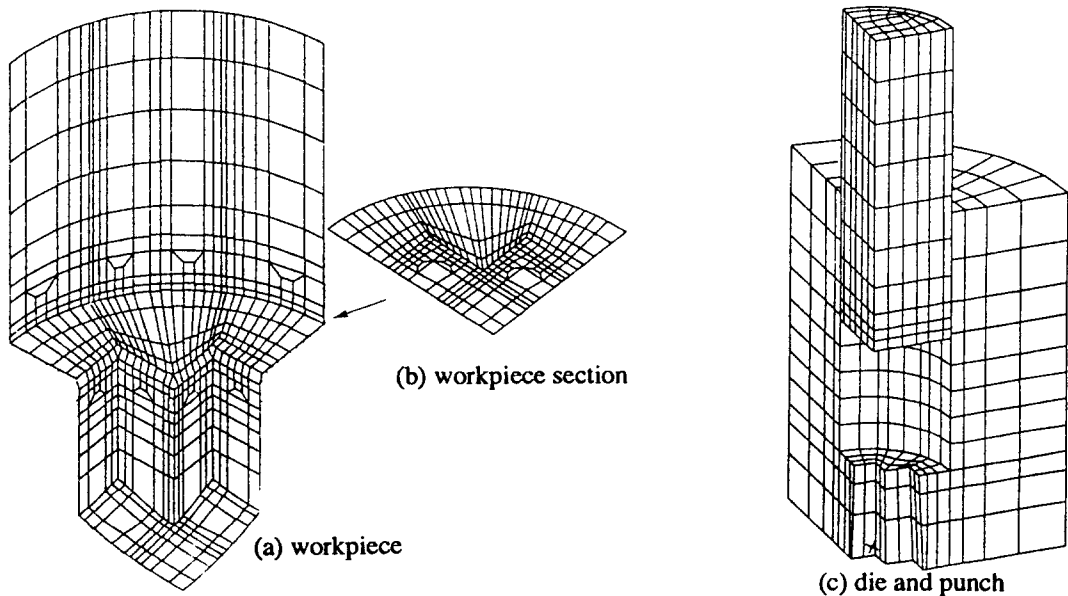 (b) workpiece section
(a) workpiece
(c) die and punch